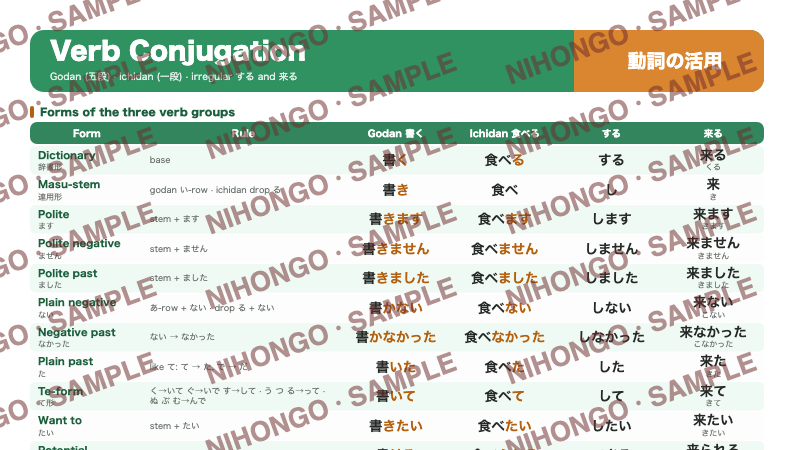 Verb Conjugation
Godan (五段) · Ichidan (一段) · irregular する and 来る
動詞の活用
Forms of the three verb groups
Form Rule Godan 書く Ichidan 食べる する 来る
Dictionary base 書く 食べる する 来る
辞書形 くる
Masu-stem godan い-row · ichidan drop る 書き 食べ し 来
連用形 き
Polite stem + ます 書きます 食べます します 来ます
ます きます
Polite negative stem + ません 書きません 食べません しません 来ません
ません きません
Polite past stem + ました 書きました 食べました しました 来ました
ました きました
Plain negative あ-row + ない · drop る + ない 書かない 食べない しない 来ない
ない こない
Negative past ない → なかった 書かなかった 食べなかった しなかった 来なかった
なかった こなかった
Plain past like て: て → た, で → だ 書いた 食べた した 来た
た きた
Te-form く→いて ぐ→いで す→して · う つ る→って · 書いて 食べて して 来て
て形 ぬ ぶ む→んで きて
Want to stem + たい 書きたい 食べたい したい 来たい
たい きたい
NIHONGO · SAMPLE